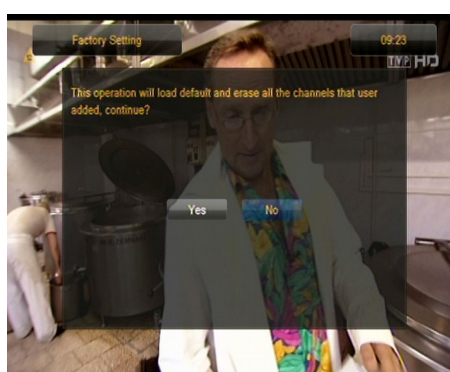 Factory Setting
09:23
TVP HD
This operation will load default and erase all the channels that user
added, continue?
Yes
No